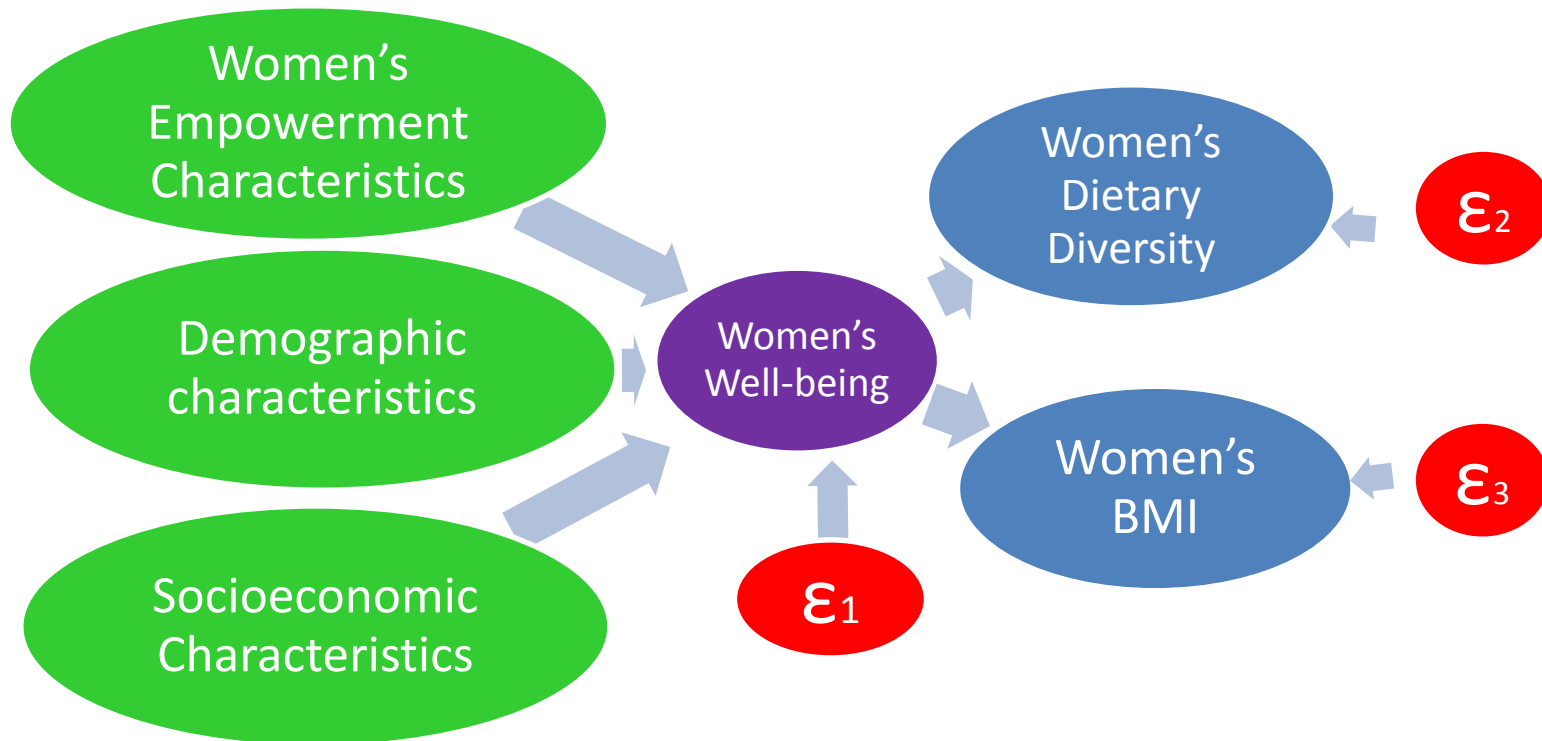 Women’s
Empowerment
Characteristics
Demographic
characteristics
Socioeconomic
Characteristics
Women’s
Well-being
ε1
Women’s
Dietary
Diversity
Women’s
BMI
ε2
ε3